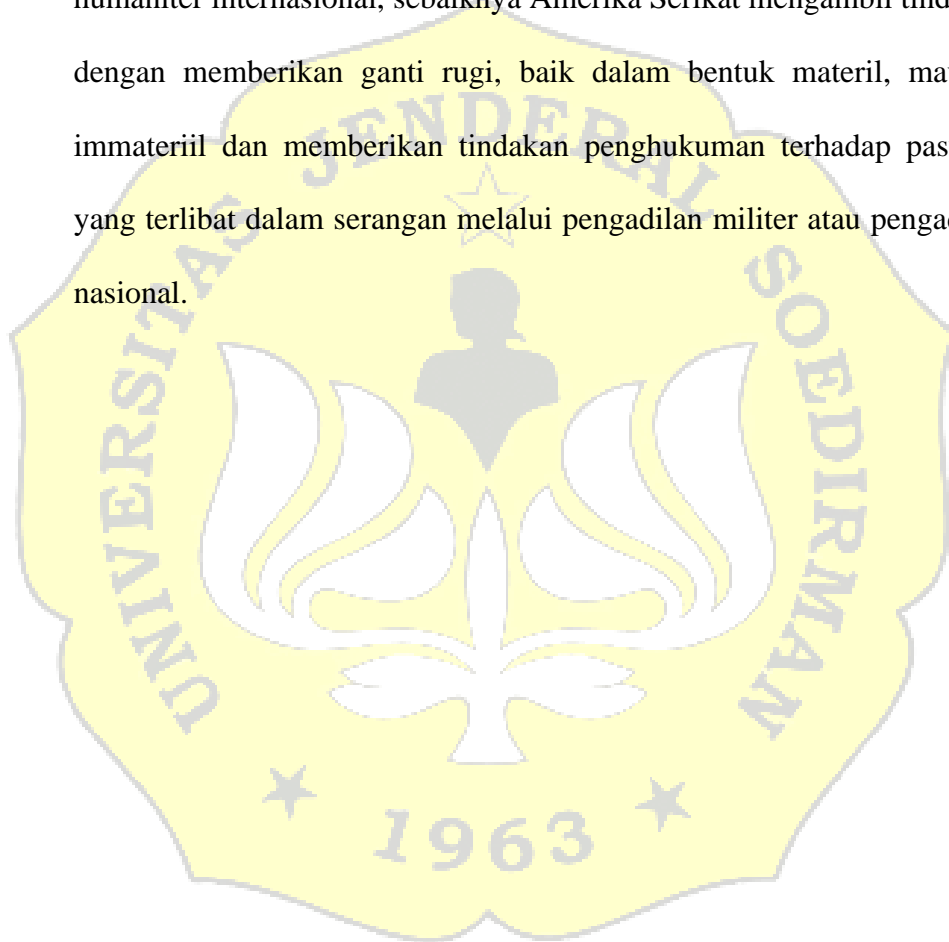 humaniter internasional, sebaiknya Amerika Serikat mengambil
dengan memberikan ganti rugi, baik dalam bentuk materil,
immateriil dan memberikan tindakan penghukuman terhadap
yang terlibat dalam serangan melalui pengadilan militer atau
nasional.
UNIVERSITAS JENDERAL SOEDIRMAN
1963